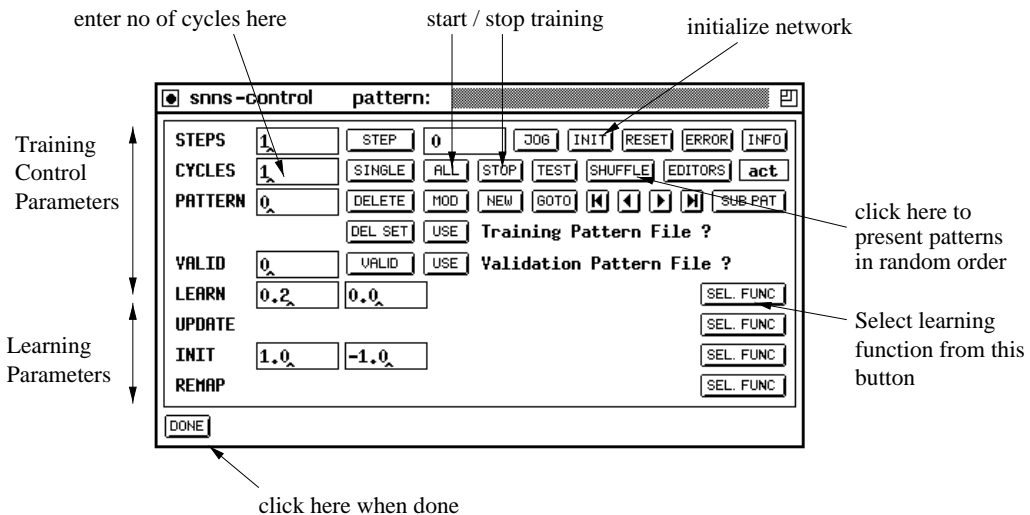 enter no of cycles here
start / stop training
initialize network
snns-control pattern:
Training
Control
Parameters
STEPS 1 STEP 0 JOG INIT RESET ERROR INFO
CYCLES 1 SINGLE ALL STOP TEST SHUFFLE EDITORS act
PATTERN 0 DELETE MOD NEW GOTO SUB PAT
DEL SET USE Training Pattern File ?
VALID 0 VALID USE Validation Pattern File ?
LEARN 0.2 0.0 SEL. FUNC
UPDATE SEL. FUNC
INIT 1.0 -1.0 SEL. FUNC
REMAP SEL. FUNC
DONE
click here to
present patterns
in random order
Learning
Parameters
Select learning
function from this
button
click here when done